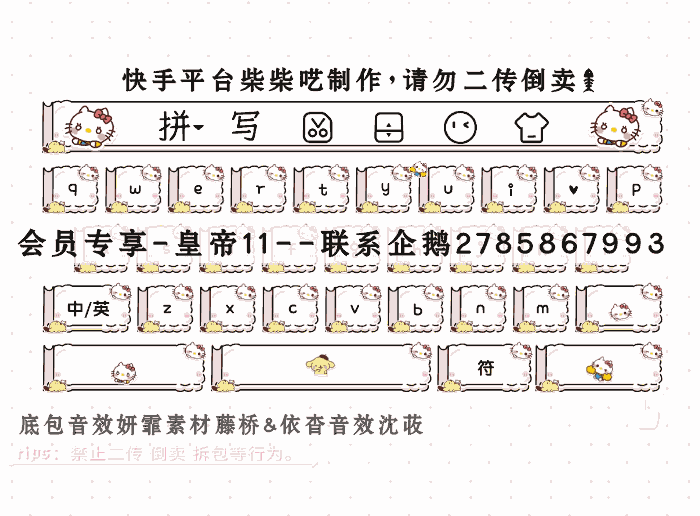 快手平台柴柴呓制作，请勿二传倒卖
拼 写
q w e r t y u i ♥ p
会员专享-皇帝11--联系企鹅2785867993
中/英 z x c v b n m
符
底包音效妍霏素材藤桥&依杳音效沈莜
rips: 禁止二传 倒卖 拆包等行为。